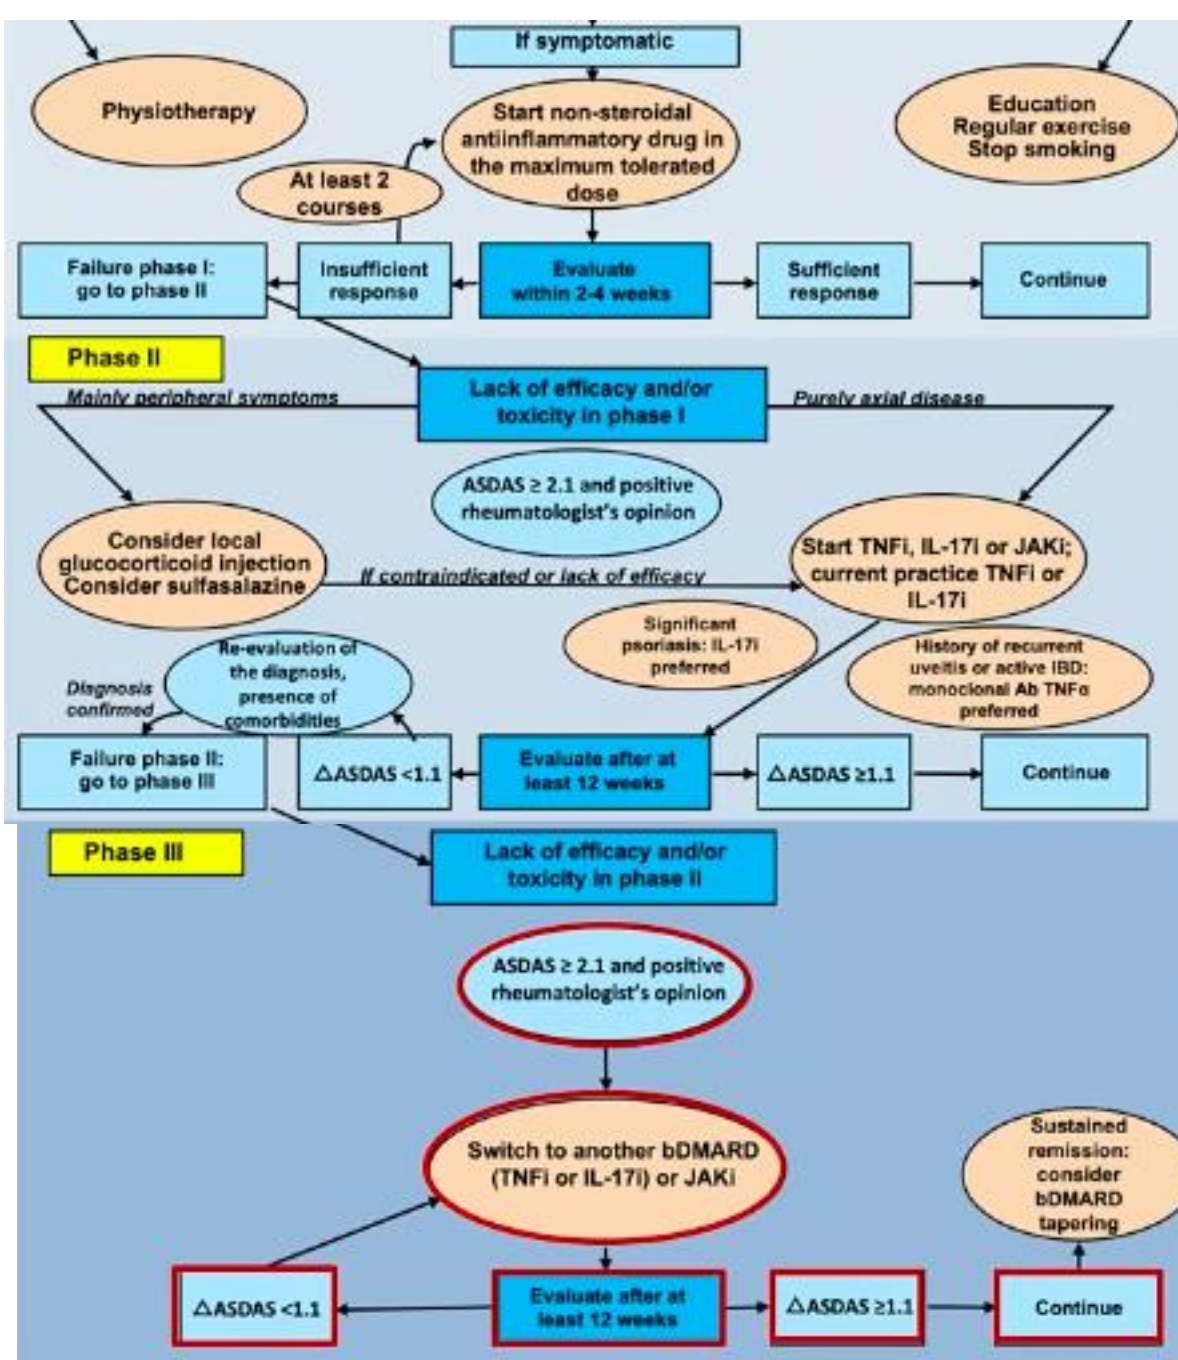 If symptomatic
Physiotherapy
Start non-steroidal
antiinflammatory drug in
the maximum tolerated
dose
Education
Regular exercise
Stop smoking
At least 2
courses
Failure phase I:
go to phase II
Insufficient
response
Evaluate
within 2-4 weeks
Sufficient
response
Continue
Phase II
Mainly peripheral symptoms
Lack of efficacy and/or
toxicity in phase I
Purely axial disease
ASDAS ≥ 2.1 and positive
rheumatologist's opinion
Consider local
glucocorticoid injection
Consider sulfasalazine
If contraindicated or lack of efficacy
Start TNFi, IL-17i or JAKi;
current practice TNFi or
IL-17i
Significant
psoriasis: IL-17i
preferred
History of recurrent
uveitis or active IBD:
monoclonal Ab TNFα
preferred
Re-evaluation of
the diagnosis,
presence of
comorbidities
Diagnosis
confirmed
Failure phase II:
go to phase III
△ASDAS <1.1
Evaluate after at
least 12 weeks
△ASDAS ≥1.1
Continue
Phase III
Lack of efficacy and/or
toxicity in phase II
ASDAS ≥ 2.1 and positive
rheumatologist's opinion
Switch to another bDMARD
(TNFi or IL-17i) or JAKi
Sustained
remission:
consider
bDMARD
tapering
△ASDAS <1.1
Evaluate after at
least 12 weeks
△ASDAS ≥1.1
Continue